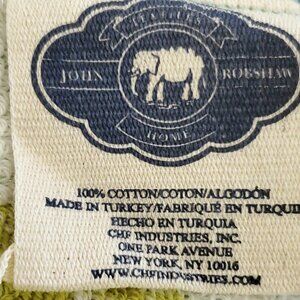 JOHN ROBSHAW
HOME
100% COTTON/COTON/ALGODÓN
MADE IN TURKEY/FABRIQUÉ EN TURQUIE
HECHO EN TURQUIA
CHF INDUSTRIES, INC.
ONE PARK AVENUE
NEW YORK, NY 10016
WWW.CHFINDUSTRIES.COM